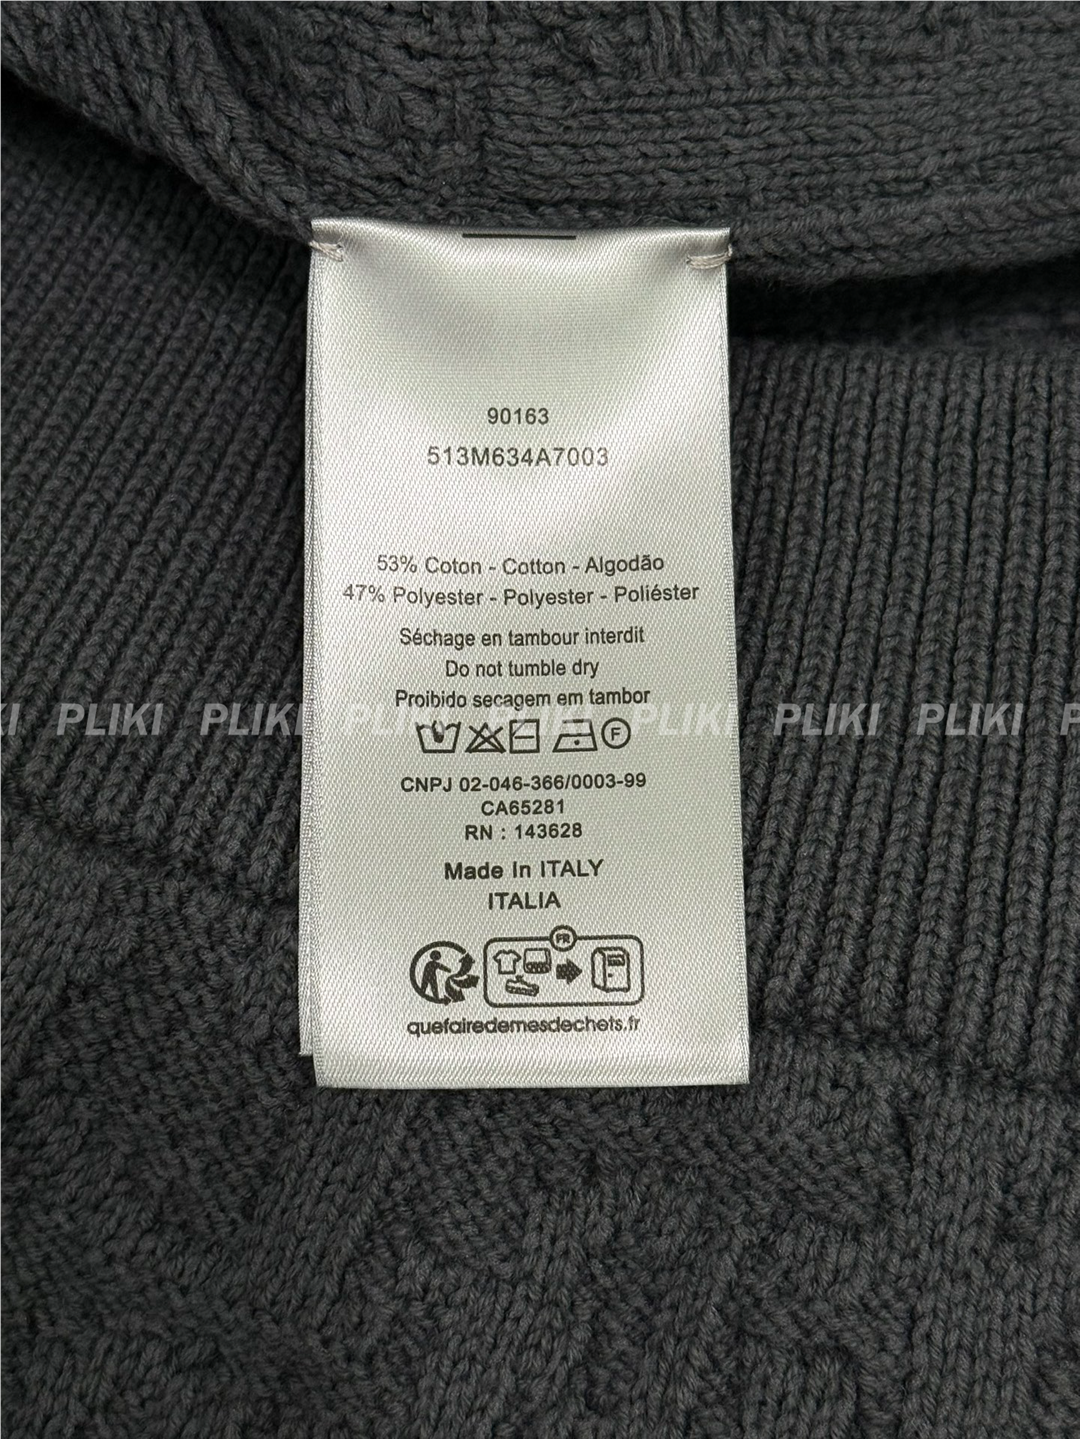 90163
513M634A7003
53% Coton - Cotton - Algodão
47% Polyester - Polyester - Poliéster
Séchage en tambour interdit
Do not tumble dry
Proibido secagem em tambor
PLIKI PLIKI PLIKI PLIKI PLIKI PLIKI PLIKI
F
CNPJ 02-046-366/0003-99
CA65281
RN : 143628
Made In ITALY
ITALIA
FR
quefairedemesdechets.fr